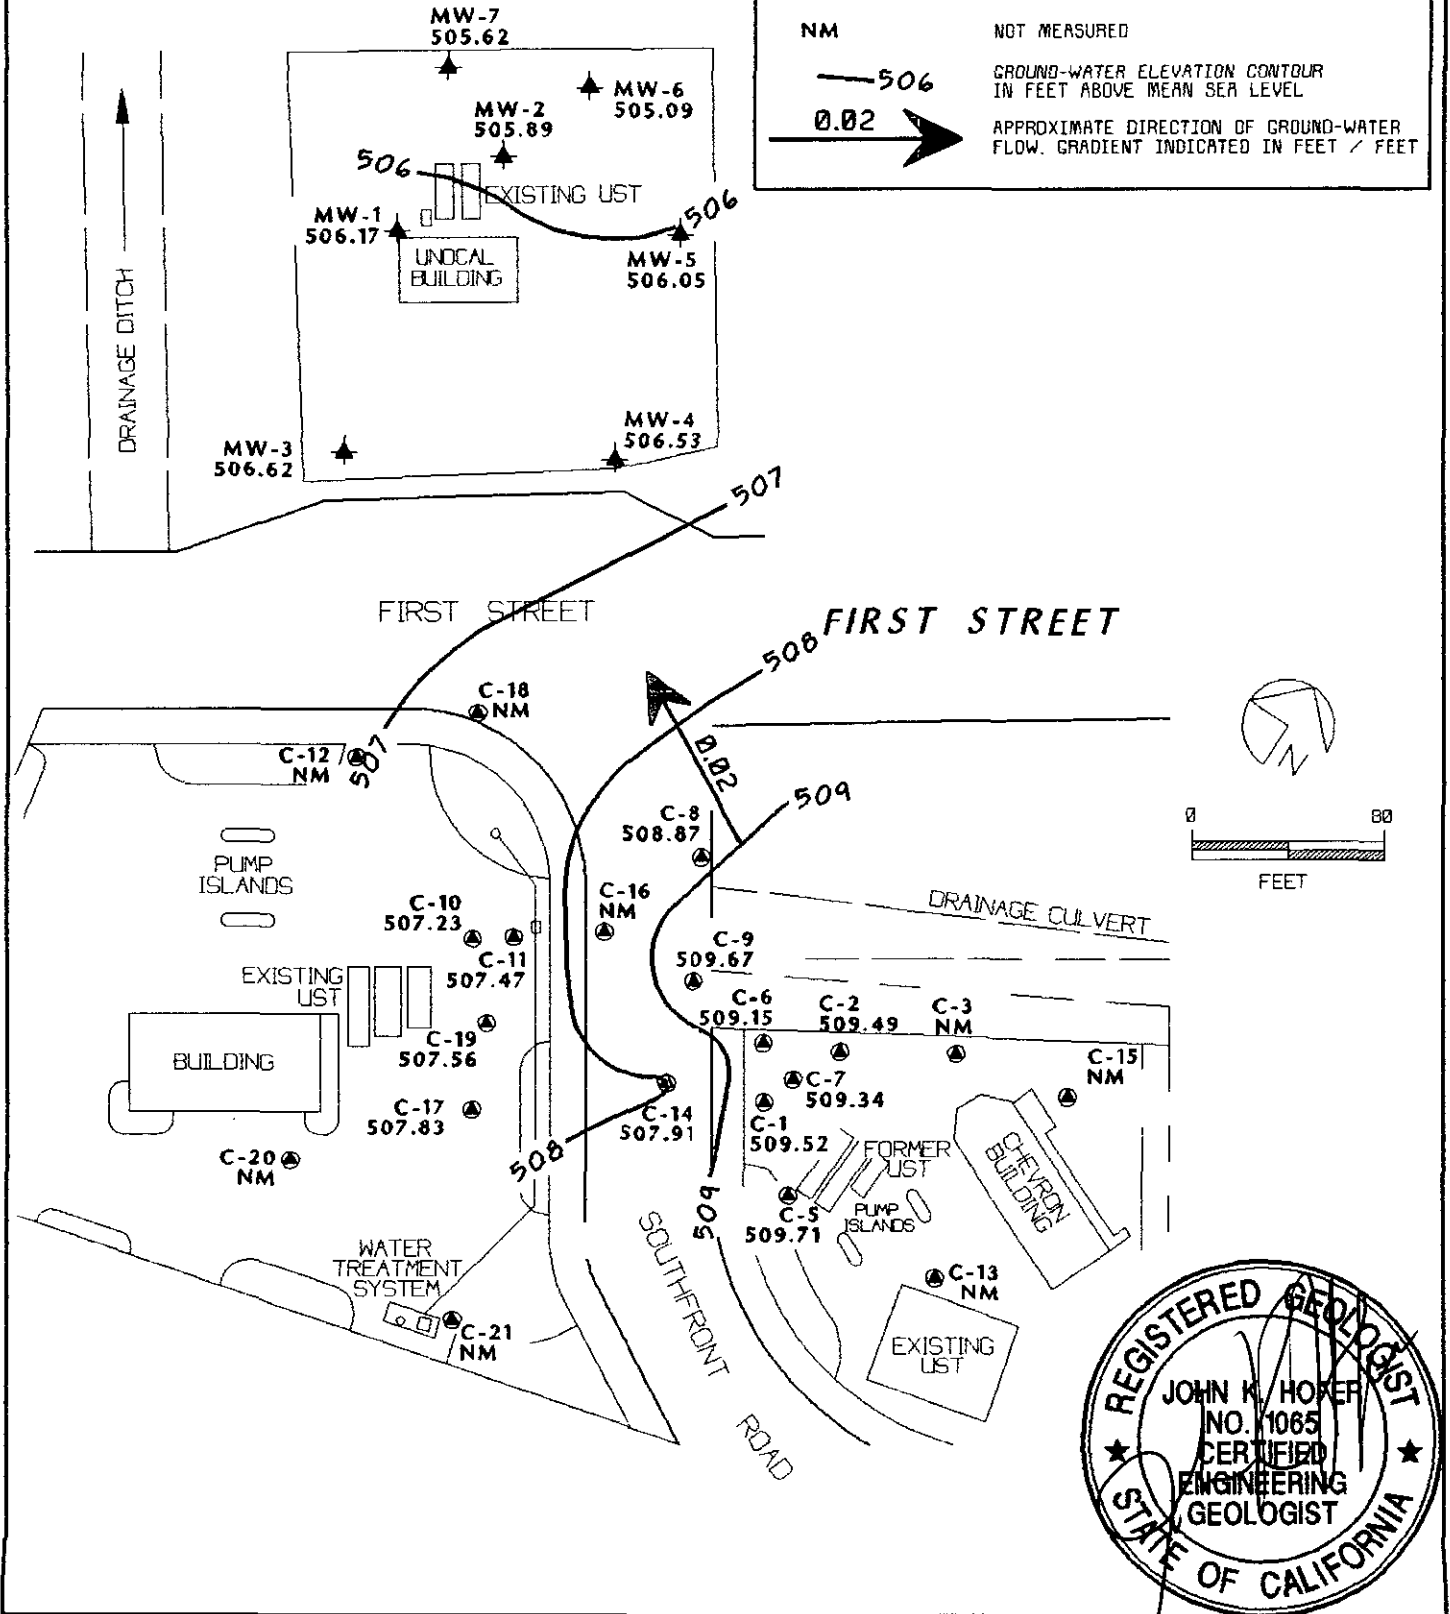 MW-7
505.62
MW-6
505.09
MW-2
505.89
506
EXISTING UST
506
MW-1
506.17
UNOCAL
BUILDING
MW-5
506.05
DRAINAGE DITCH
MW-3
506.62
MW-4
506.53
NM
NOT MEASURED
506
GROUND-WATER ELEVATION CONTOUR
IN FEET ABOVE MEAN SEA LEVEL
0.02
APPROXIMATE DIRECTION OF GROUND-WATER
FLOW. GRADIENT INDICATED IN FEET / FEET
507
FIRST STREET
FIRST STREET
508
C-18
NM
C-12
NM
507
0.02
509
N
0
80
FEET
C-8
508.87
PUMP
ISLANDS
C-10
507.23
C-16
NM
DRAINAGE CULVERT
C-11
507.47
C-9
509.67
EXISTING
UST
C-6
509.15
C-2
509.49
C-3
NM
C-19
507.56
BUILDING
C-15
NM
C-7
509.34
C-17
507.83
C-14
507.91
C-1
509.52
FORMER
UST
C-20
NM
508
509
CHEVRON
BUILDING
C-5
509.71
PUMP
ISLANDS
WATER
TREATMENT
SYSTEM
SOUTHFRONT ROAD
C-13
NM
C-21
NM
EXISTING
UST
REGISTERED GEOLOGIST
JOHN K. HOFER
NO. 1065
CERTIFIED
ENGINEERING
GEOLOGIST
STATE OF CALIFORNIA